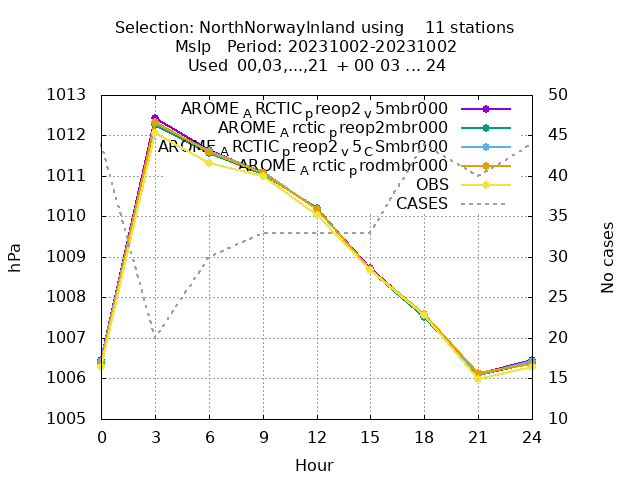 Selection: NorthNorwayInland using    11 stations
Mslp   Period: 20231002-20231002
Used  00,03,...,21  + 00 03 ... 24
1013 50
AROME_ARCTIC_preop2_v5mbr000
AROME_Arctic_preop2mbr000
1012 45
AROME_ARCTIC_preop2_v5_CSmbr000
AROME_Arctic_prodmbr000
1011 40
OBS
CASES
1010 35
1009 30
hPa
No cases
1008 25
1007 20
1006 15
1005 10
0 3 6 9 12 15 18 21 24
Hour